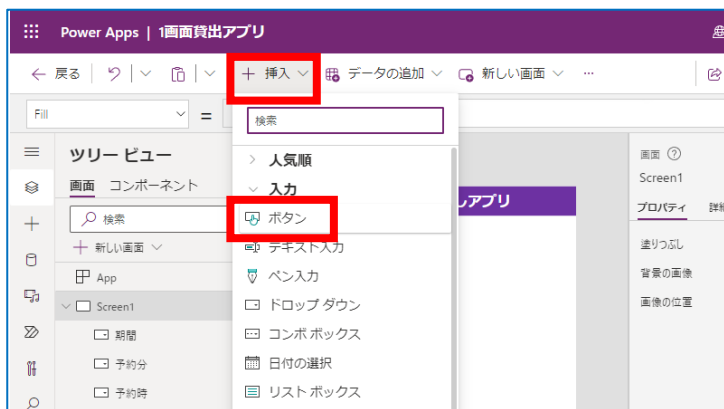 Power Apps | 1画面貸出アプリ
戻る 挿入 データの追加 新しい画面 …
Fill =
検索
ツリー ビュー
画面 コンポーネント
検索
新しい画面
App
Screen1
期間
予約分
予約時
人気順
入力
ボタン
テキスト入力
ペン入力
ドロップ ダウン
コンボ ボックス
日付の選択
リスト ボックス
アプリ
画面
Screen1
プロパティ 詳細
塗りつぶし
背景の画像
画像の位置